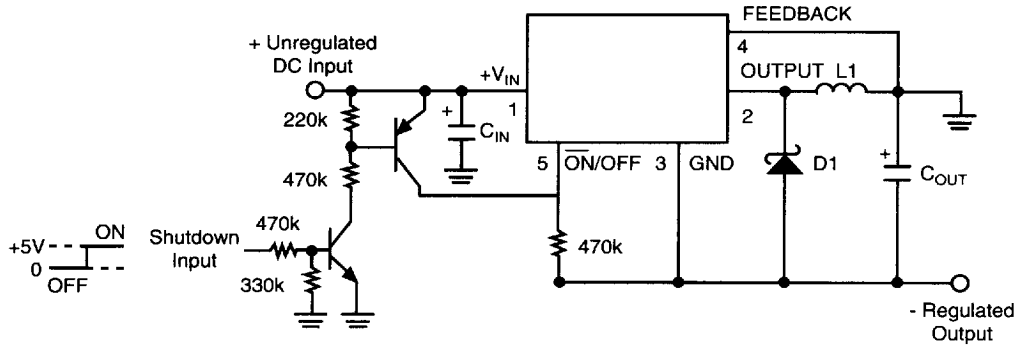 FEEDBACK
4
+ Unregulated
DC Input
+VIN
1
OUTPUT L1
2
220k
+
CIN
5 ON/OFF 3 GND
D1
+
COUT
470k
470k
ON
+5V
0
OFF
Shutdown
Input
470k
330k
- Regulated
Output